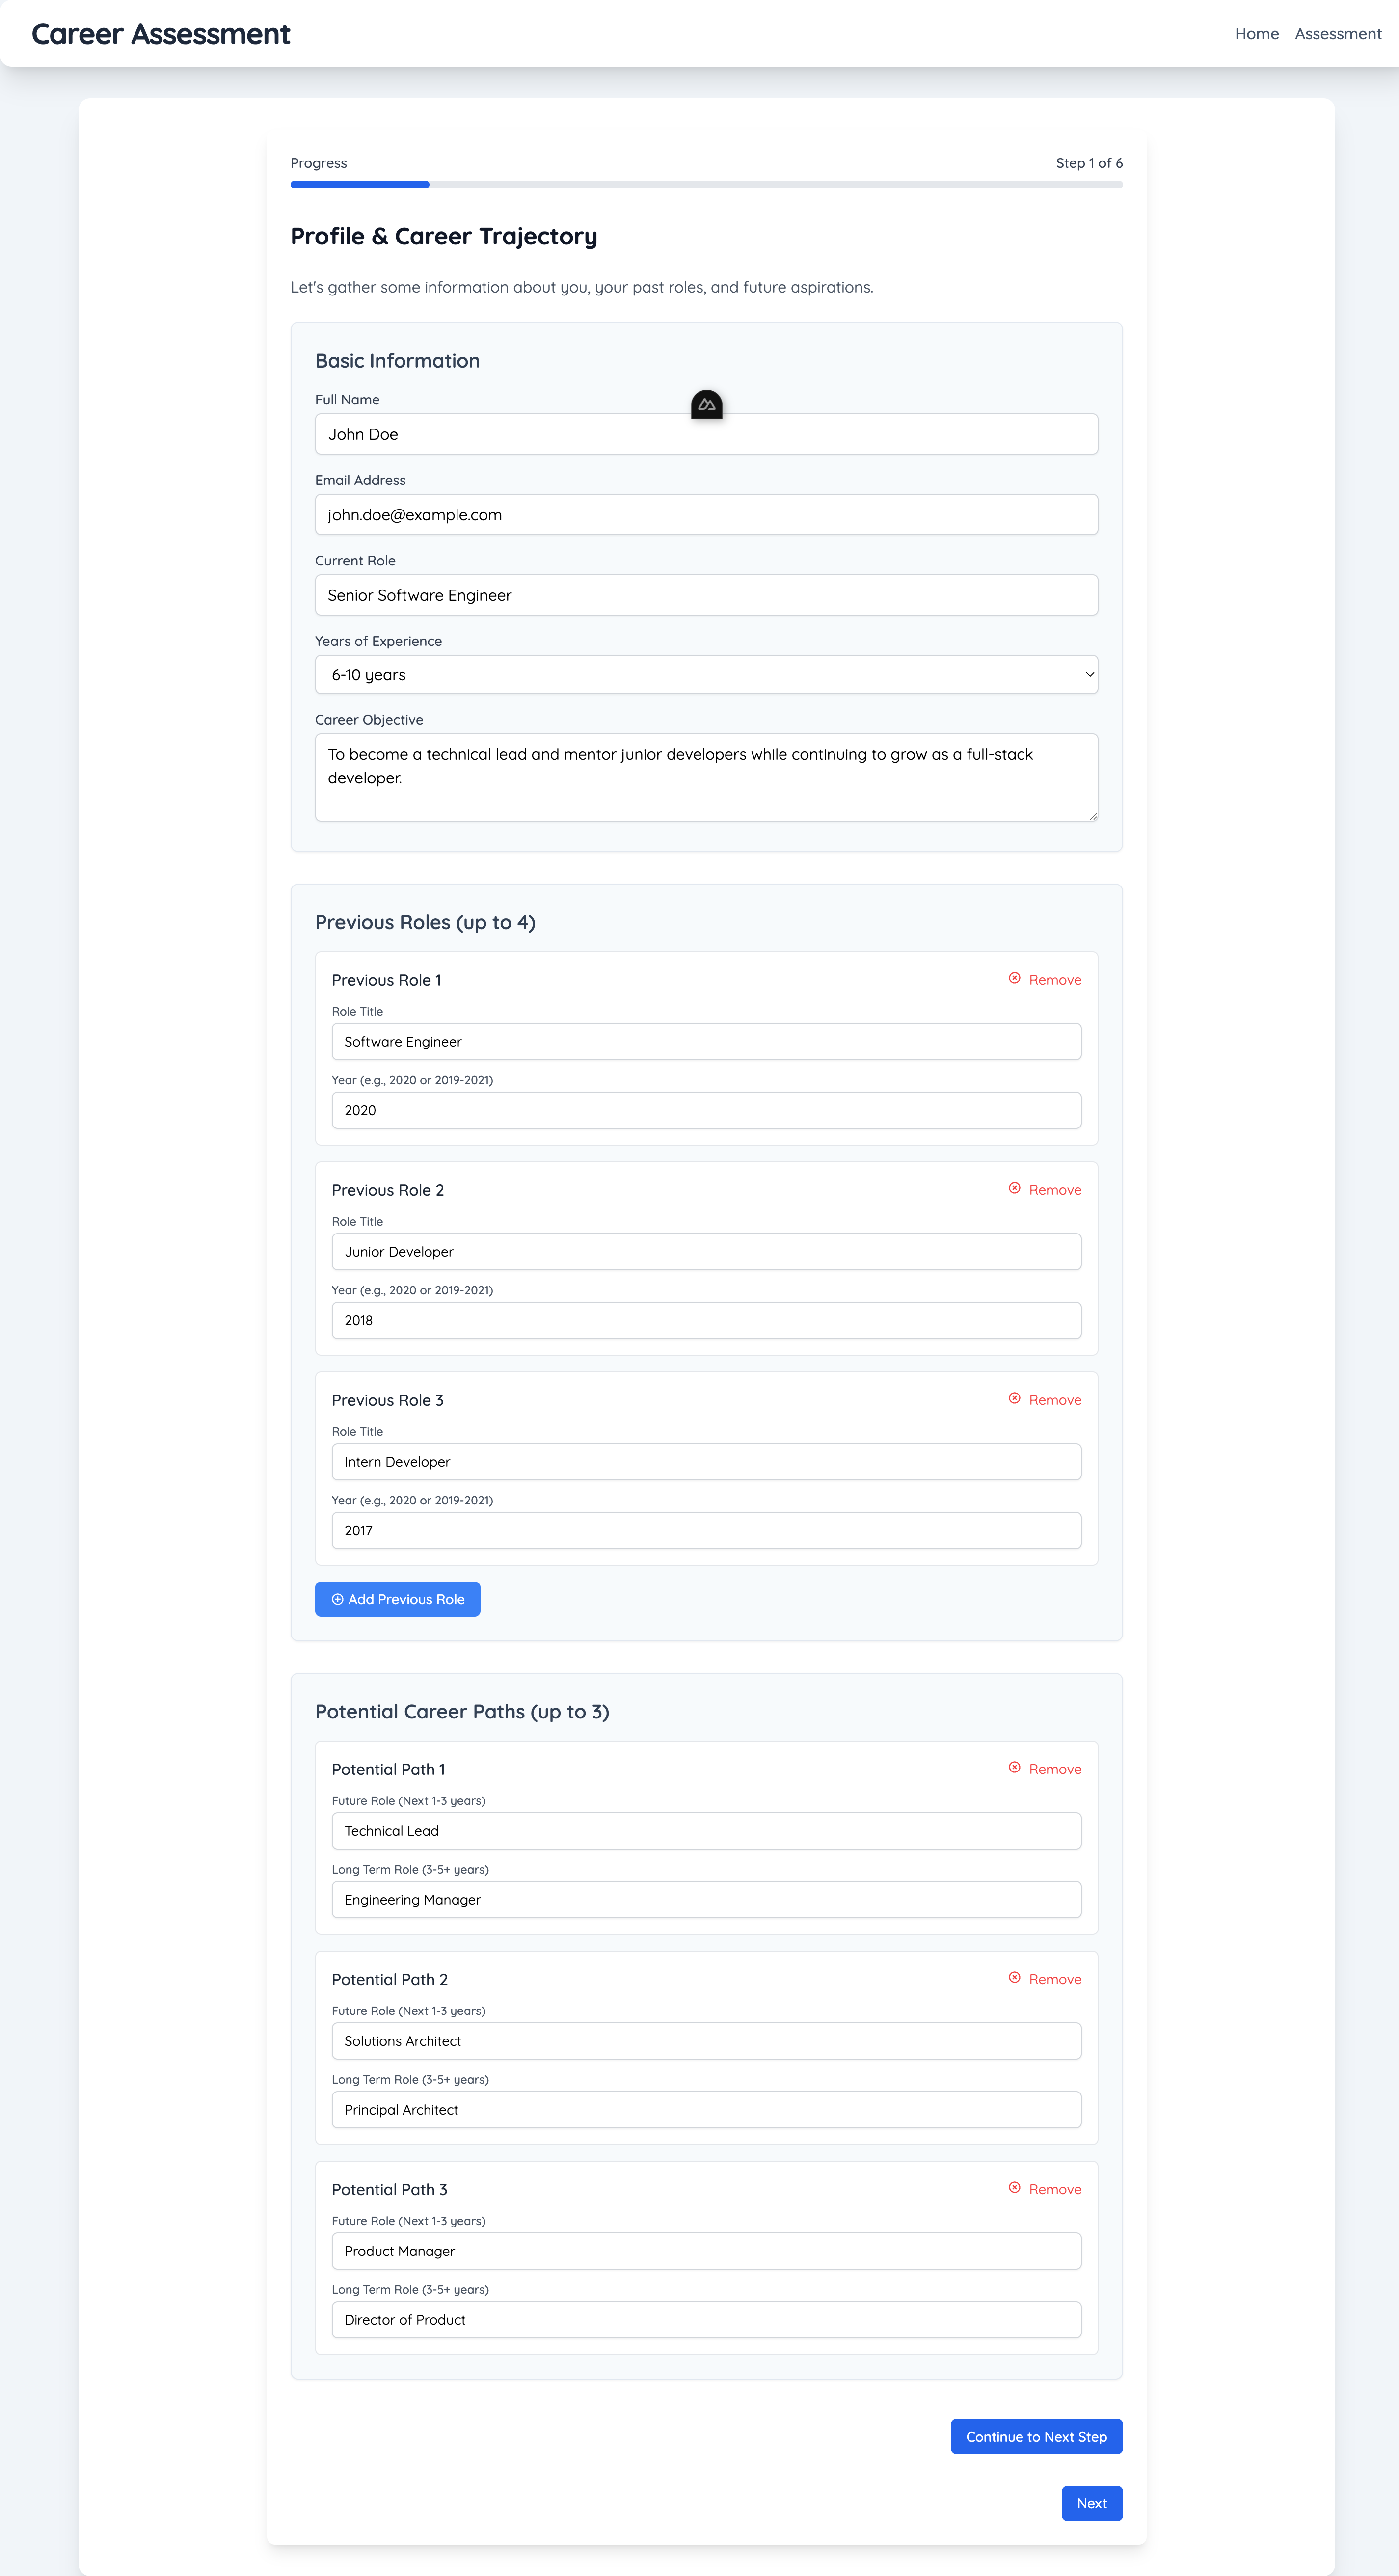 Career Assessment
Home Assessment
Progress
Step 1 of 6
Profile & Career Trajectory
Let's gather some information about you, your past roles, and future aspirations.
Basic Information
Full Name
John Doe
Email Address
john.doe@example.com
Current Role
Senior Software Engineer
Years of Experience
6-10 years
Career Objective
To become a technical lead and mentor junior developers while continuing to grow as a full-stack
developer.
Previous Roles (up to 4)
Previous Role 1
Remove
Role Title
Software Engineer
Year (e.g., 2020 or 2019-2021)
2020
Previous Role 2
Remove
Role Title
Junior Developer
Year (e.g., 2020 or 2019-2021)
2018
Previous Role 3
Remove
Role Title
Intern Developer
Year (e.g., 2020 or 2019-2021)
2017
Add Previous Role
Potential Career Paths (up to 3)
Potential Path 1
Remove
Future Role (Next 1-3 years)
Technical Lead
Long Term Role (3-5+ years)
Engineering Manager
Potential Path 2
Remove
Future Role (Next 1-3 years)
Solutions Architect
Long Term Role (3-5+ years)
Principal Architect
Potential Path 3
Remove
Future Role (Next 1-3 years)
Product Manager
Long Term Role (3-5+ years)
Director of Product
Continue to Next Step
Next